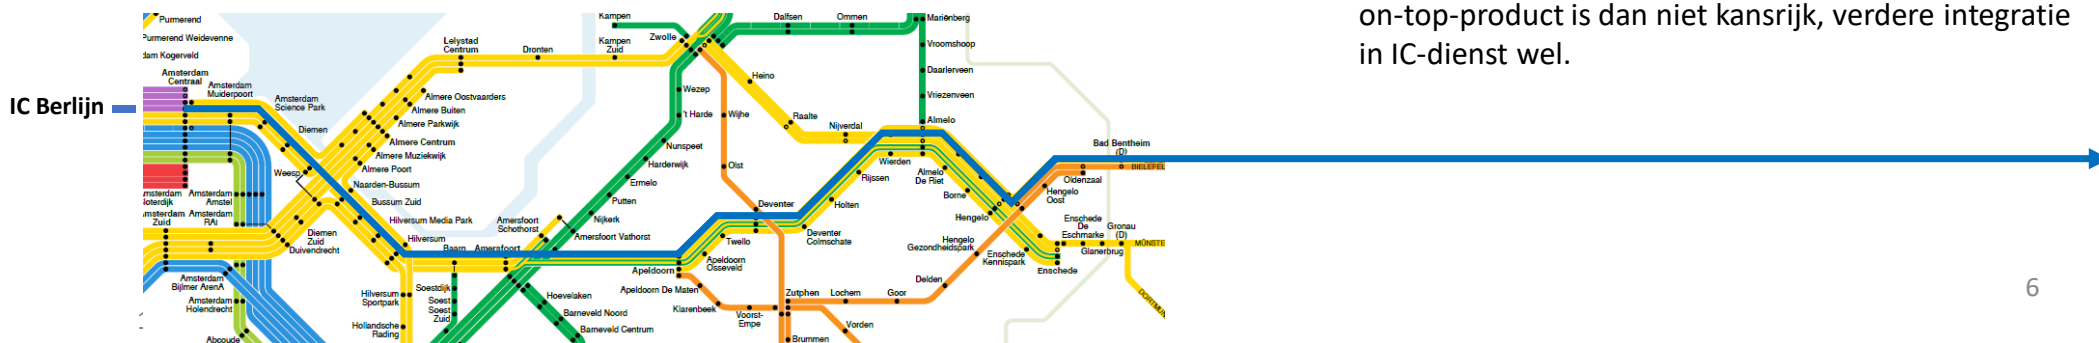 on-top-product is dan niet kansrijk, verdere integratie
in IC-dienst wel.
IC Berlijn
Purmerend
Purmerend Weidevenne
dam Kogerveld
Amsterdam
Centraal
Amsterdam
Muiderpoort
Amsterdam
Science Park
Diemen
Weesp
Lelystad
Centrum
Dronten
Kampen
Kampen
Zuid
Zwolle
Dalfsen
Ommen
Mariënberg
Vroomshoop
Daarlerveen
Vriezenveen
Almelo
Heino
Raalte
Nijverdal
Wierden
Almelo
De Riet
Borne
Hengelo
Rijssen
Holten
Deventer
Deventer
Colmschate
Twello
Apeldoorn
Osseveld
Apeldoorn
Apeldoorn De Maten
Klarenbeek
Voorst-
Empe
Zutphen
Lochem
Goor
Delden
Hengelo
Gezondheidspark
Vorden
Brummen
Wezep
't Harde
Wijhe
Nunspeet
Harderwijk
Olst
Ermelo
Putten
Nijkerk
Amersfoort Vathorst
Amersfoort
Schothorst
Amersfoort
Baarn
Almere Oostvaarders
Almere Buiten
Almere Parkwijk
Almere Centrum
Almere Muziekwijk
Almere Poort
Naarden-Bussum
Bussum Zuid
Hilversum Media Park
Hilversum
Hilversum
Sportpark
Hollandsche
Rading
Soestdijk
Soest
Soest
Zuid
Hoevelaken
Barneveld Noord
Barneveld Centrum
msterdam
loterdijk
Amsterdam
Amstel
msterdam
Zuid
Amsterdam
RAI
Diemen
Zuid
Duivendrecht
Amsterdam
Bijlmer ArenA
Amsterdam
Holendrecht
Abcoude
Bad Bentheim
(D)
BIELEFEL
Oldenzaal
Hengelo
Oost
Enschede
De
Eschmarke
Gronau
(D)
Glanerbrug
MÜNSTE
Enschede
Kennispark
Enschede
DORTMUN
6